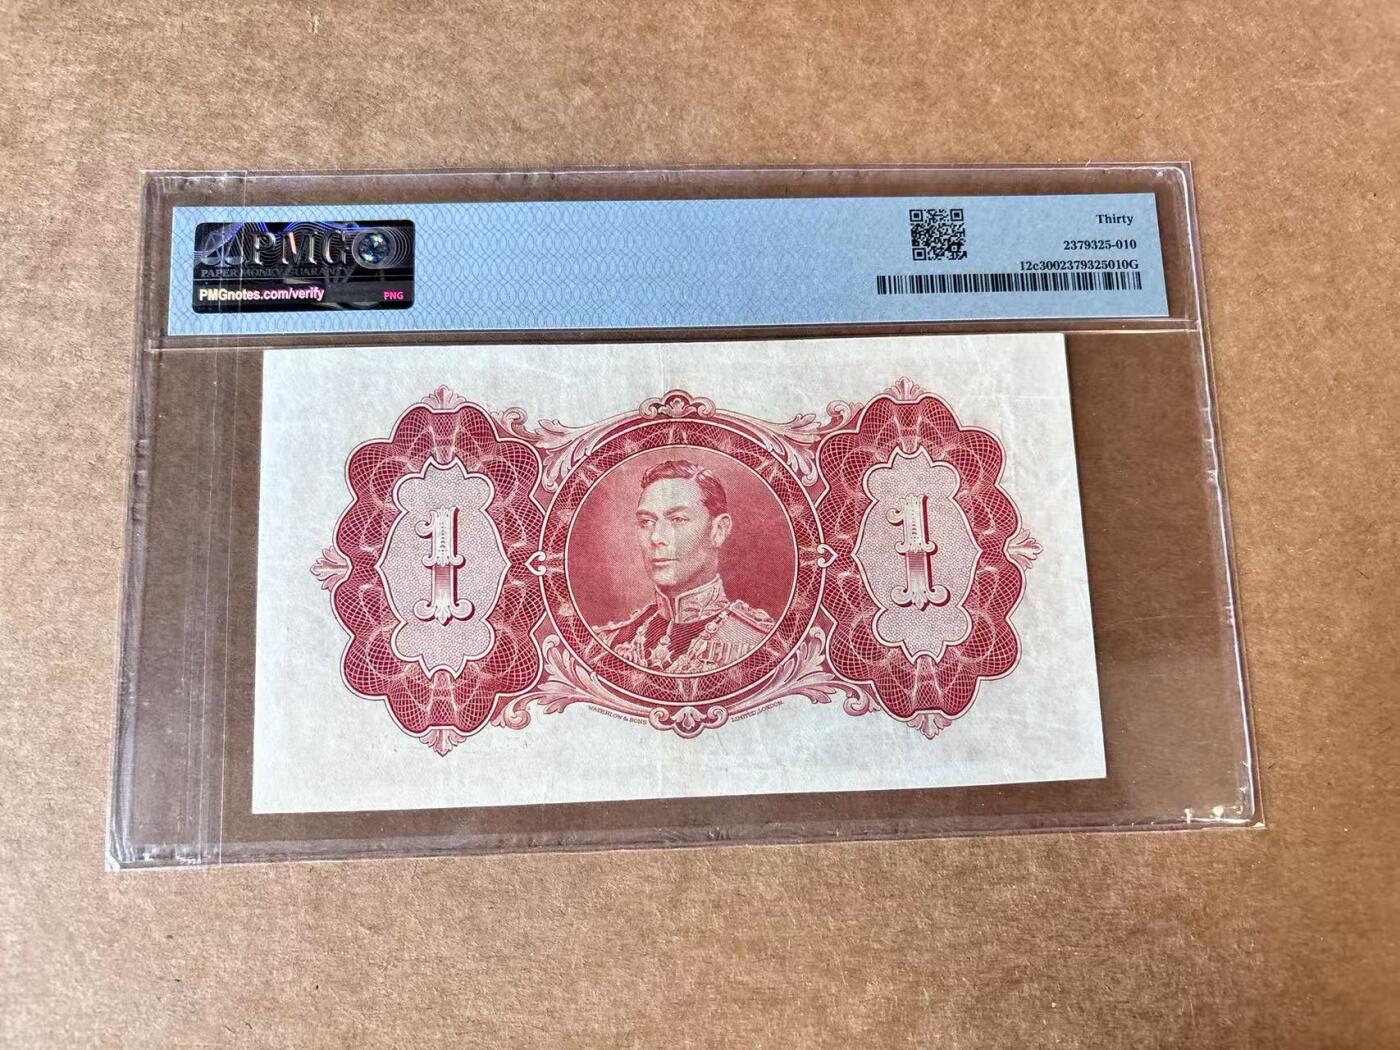 PMG
PAPER MONEY GUARANTY
PMGnotes.com/verify
PNG
Thirty
2379325-010
12c3002379325010G
1
1
WATERLOW & SONS LIMITED, LONDON.